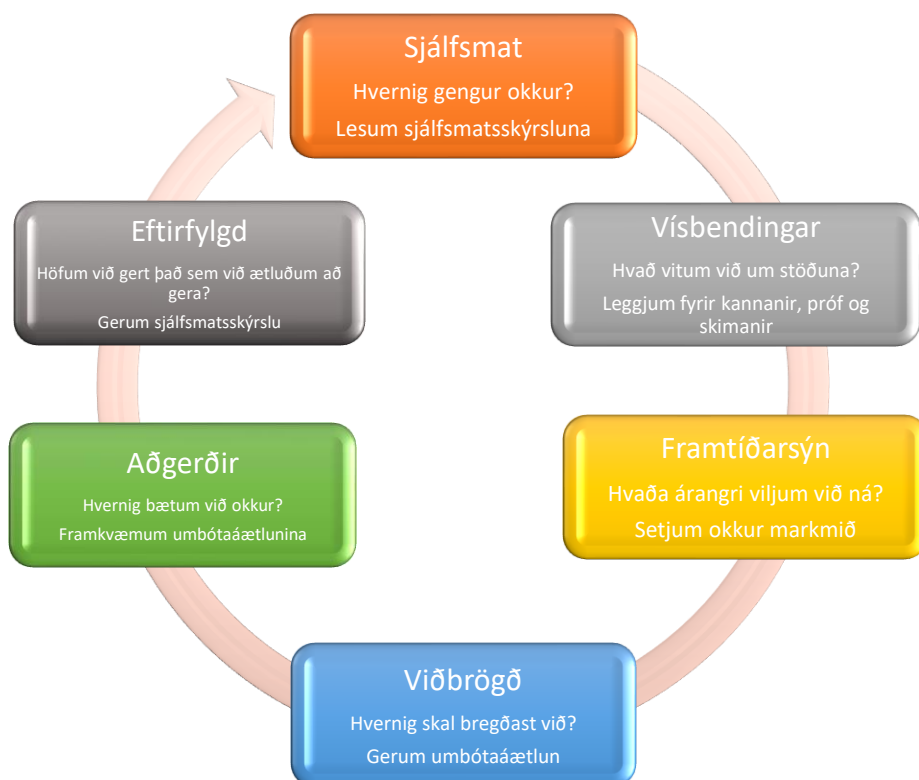 Sjálfsmat
Hvernig gengur okkur?
Lesum sjálfsmatsskýrsluna
Vísbendingar
Hvað vitum við um stöðuna?
Leggjum fyrir kannanir, próf og
skimanir
Framtíðarsýn
Hvaða árangri viljum við ná?
Setjum okkur markmið
Viðbrögð
Hvernig skal bregðast við?
Gerum umbótaáætlun
Aðgerðir
Hvernig bætum við okkur?
Framkvæmum umbótaáætlunina
Eftirfylgd
Höfum við gert það sem við ætluðum að
gera?
Gerum sjálfsmatsskýrslu